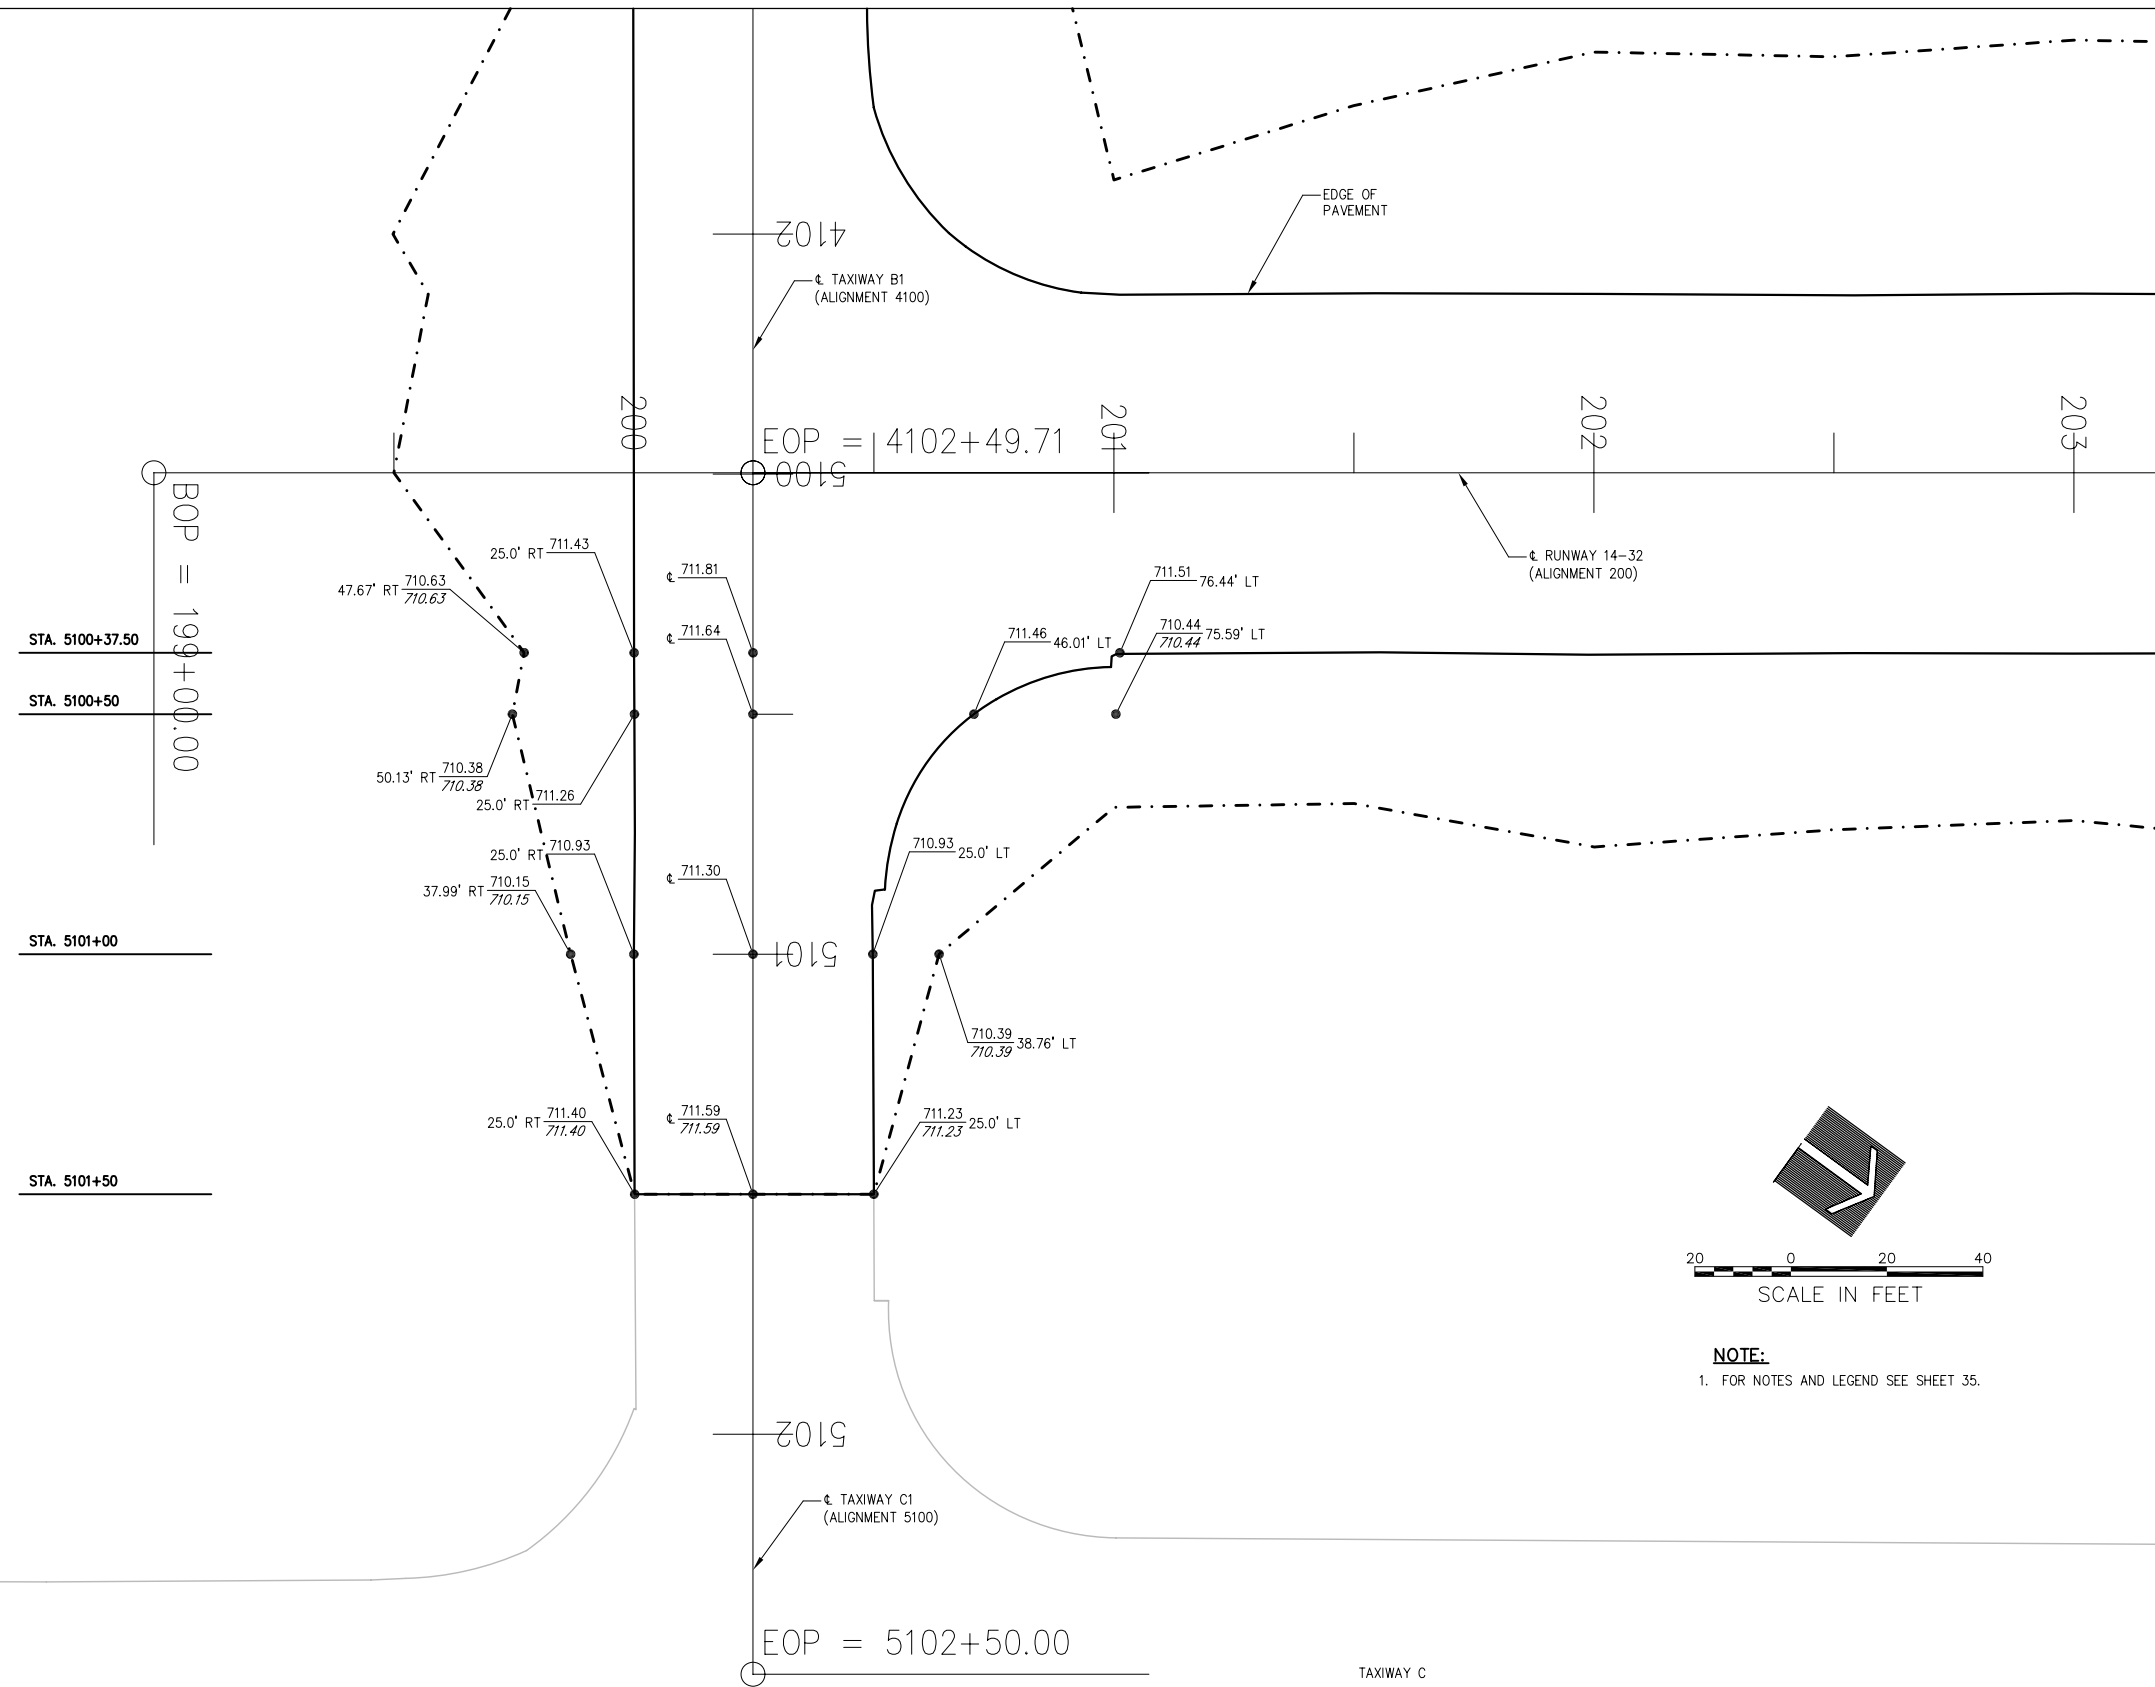 EDGE OF
PAVEMENT
4102
℄ TAXIWAY B1
(ALIGNMENT 4100)
200
201
202
203
EOP = 4102+49.71
5100
BOP = 199+00.00
℄ RUNWAY 14-32
(ALIGNMENT 200)
25.0' RT 711.43
℄ 711.81
47.67' RT 710.63
710.63
711.51 76.44' LT
STA. 5100+37.50
℄ 711.64
711.46 46.01' LT
710.44 75.59' LT
710.44
STA. 5100+50
50.13' RT 710.38
710.38
25.0' RT 711.26
25.0' RT 710.93
710.93 25.0' LT
℄ 711.30
37.99' RT 710.15
710.15
STA. 5101+00
5101
710.39 38.76' LT
710.39
25.0' RT 711.40
711.40
℄ 711.59
711.59
711.23 25.0' LT
711.23
STA. 5101+50
20 0 20 40
SCALE IN FEET
NOTE:
1. FOR NOTES AND LEGEND SEE SHEET 35.
5102
℄ TAXIWAY C1
(ALIGNMENT 5100)
EOP = 5102+50.00
TAXIWAY C